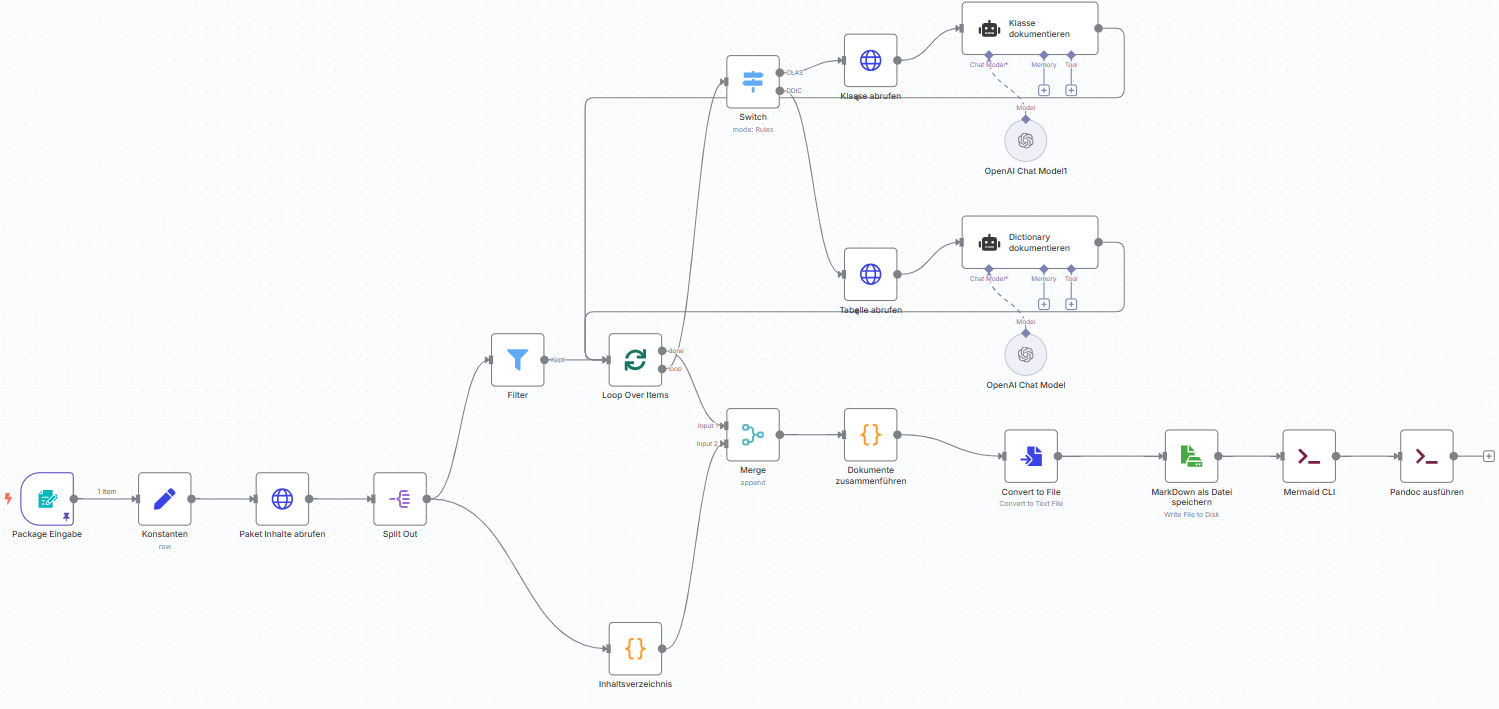 Klasse
dokumentieren
Chat Model*
Memory
Tool
Model
OpenAI Chat Model1
Klasse abrufen
CLAS
DDIC
Switch
mode: Rules
Dictionary
dokumentieren
Chat Model*
Memory
Tool
Model
OpenAI Chat Model
Tabelle abrufen
Kept
Filter
done
loop
Loop Over Items
Input 1
Input 2
Merge
append
Dokumente
zusammenführen
Convert to File
Convert to Text File
MarkDown als Datei
speichern
Write File to Disk
Mermaid CLI
Pandoc ausführen
1 item
Package Eingabe
Konstanten
raw
Paket Inhalte abrufen
Split Out
Inhaltsverzeichnis